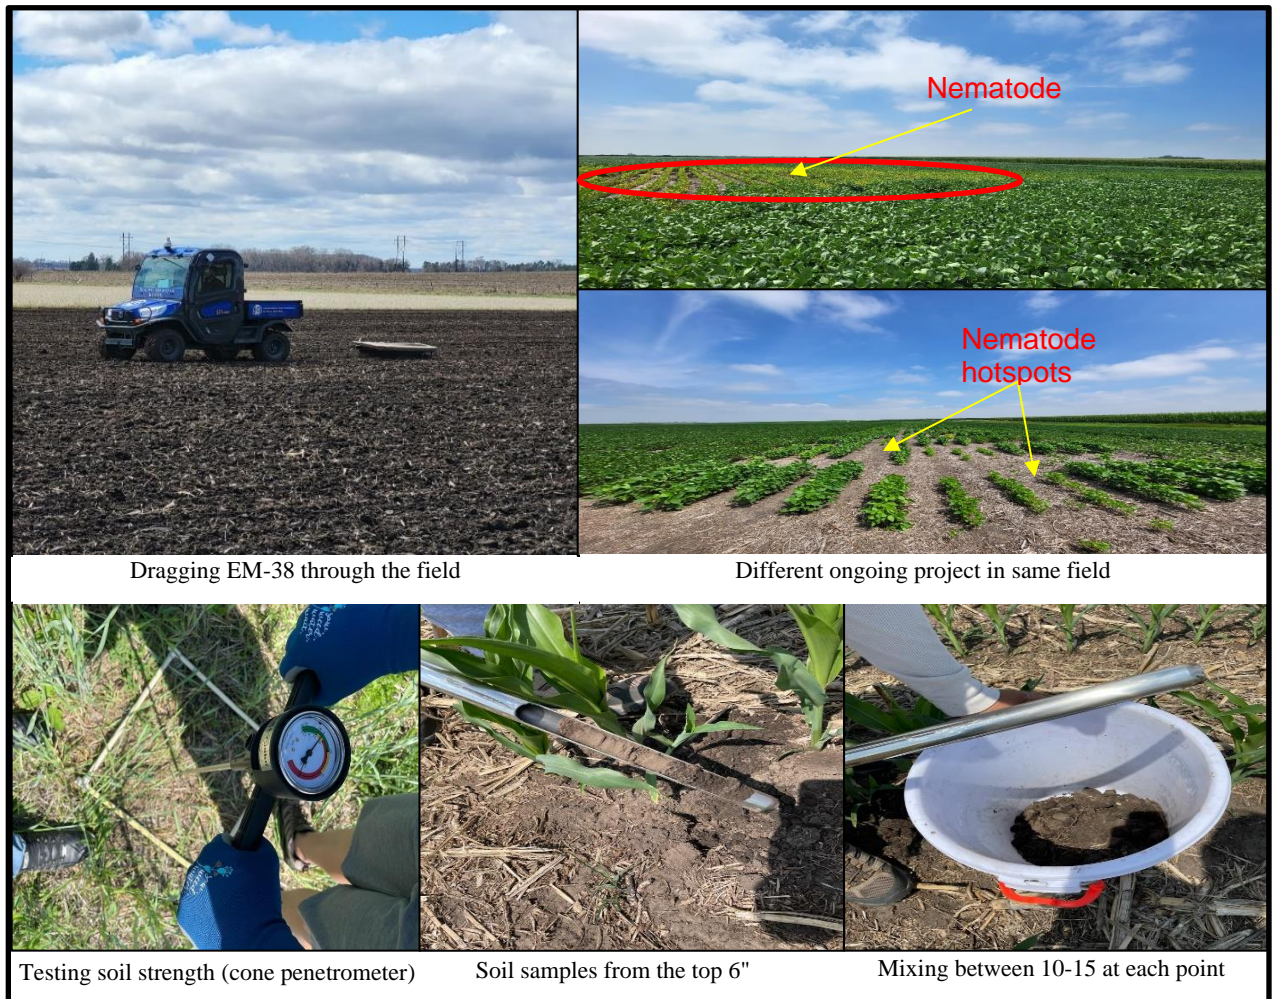 Nematode
Nematode
hotspots
Dragging EM-38 through the field
Different ongoing project in same field
Testing soil strength (cone penetrometer)
Soil samples from the top 6"
Mixing between 10-15 at each point